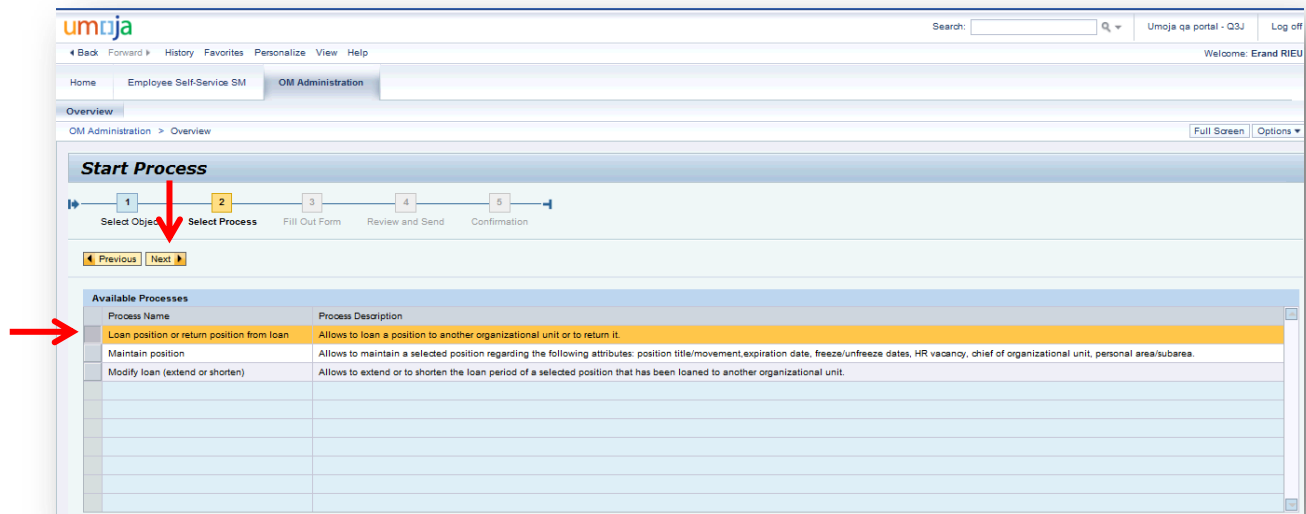 umoja
Search: Umoja qa portal - Q3J Log off
Back Forward History Favorites Personalize View Help Welcome: Erand RIEU
Home Employee Self-Service SM OM Administration
Overview
OM Administration > Overview Full Screen Options
Start Process
1 2 3 4 5
Select Object Select Process Fill Out Form Review and Send Confirmation
Previous Next
Available Processes
Process Name Process Description
Loan position or return position from loan Allows to loan a position to another organizational unit or to return it.
Maintain position Allows to maintain a selected position regarding the following attributes: position title/movement,expiration date, freeze/unfreeze dates, HR vacancy, chief of organizational unit, personal area/subarea.
Modify loan (extend or shorten) Allows to extend or to shorten the loan period of a selected position that has been loaned to another organizational unit.